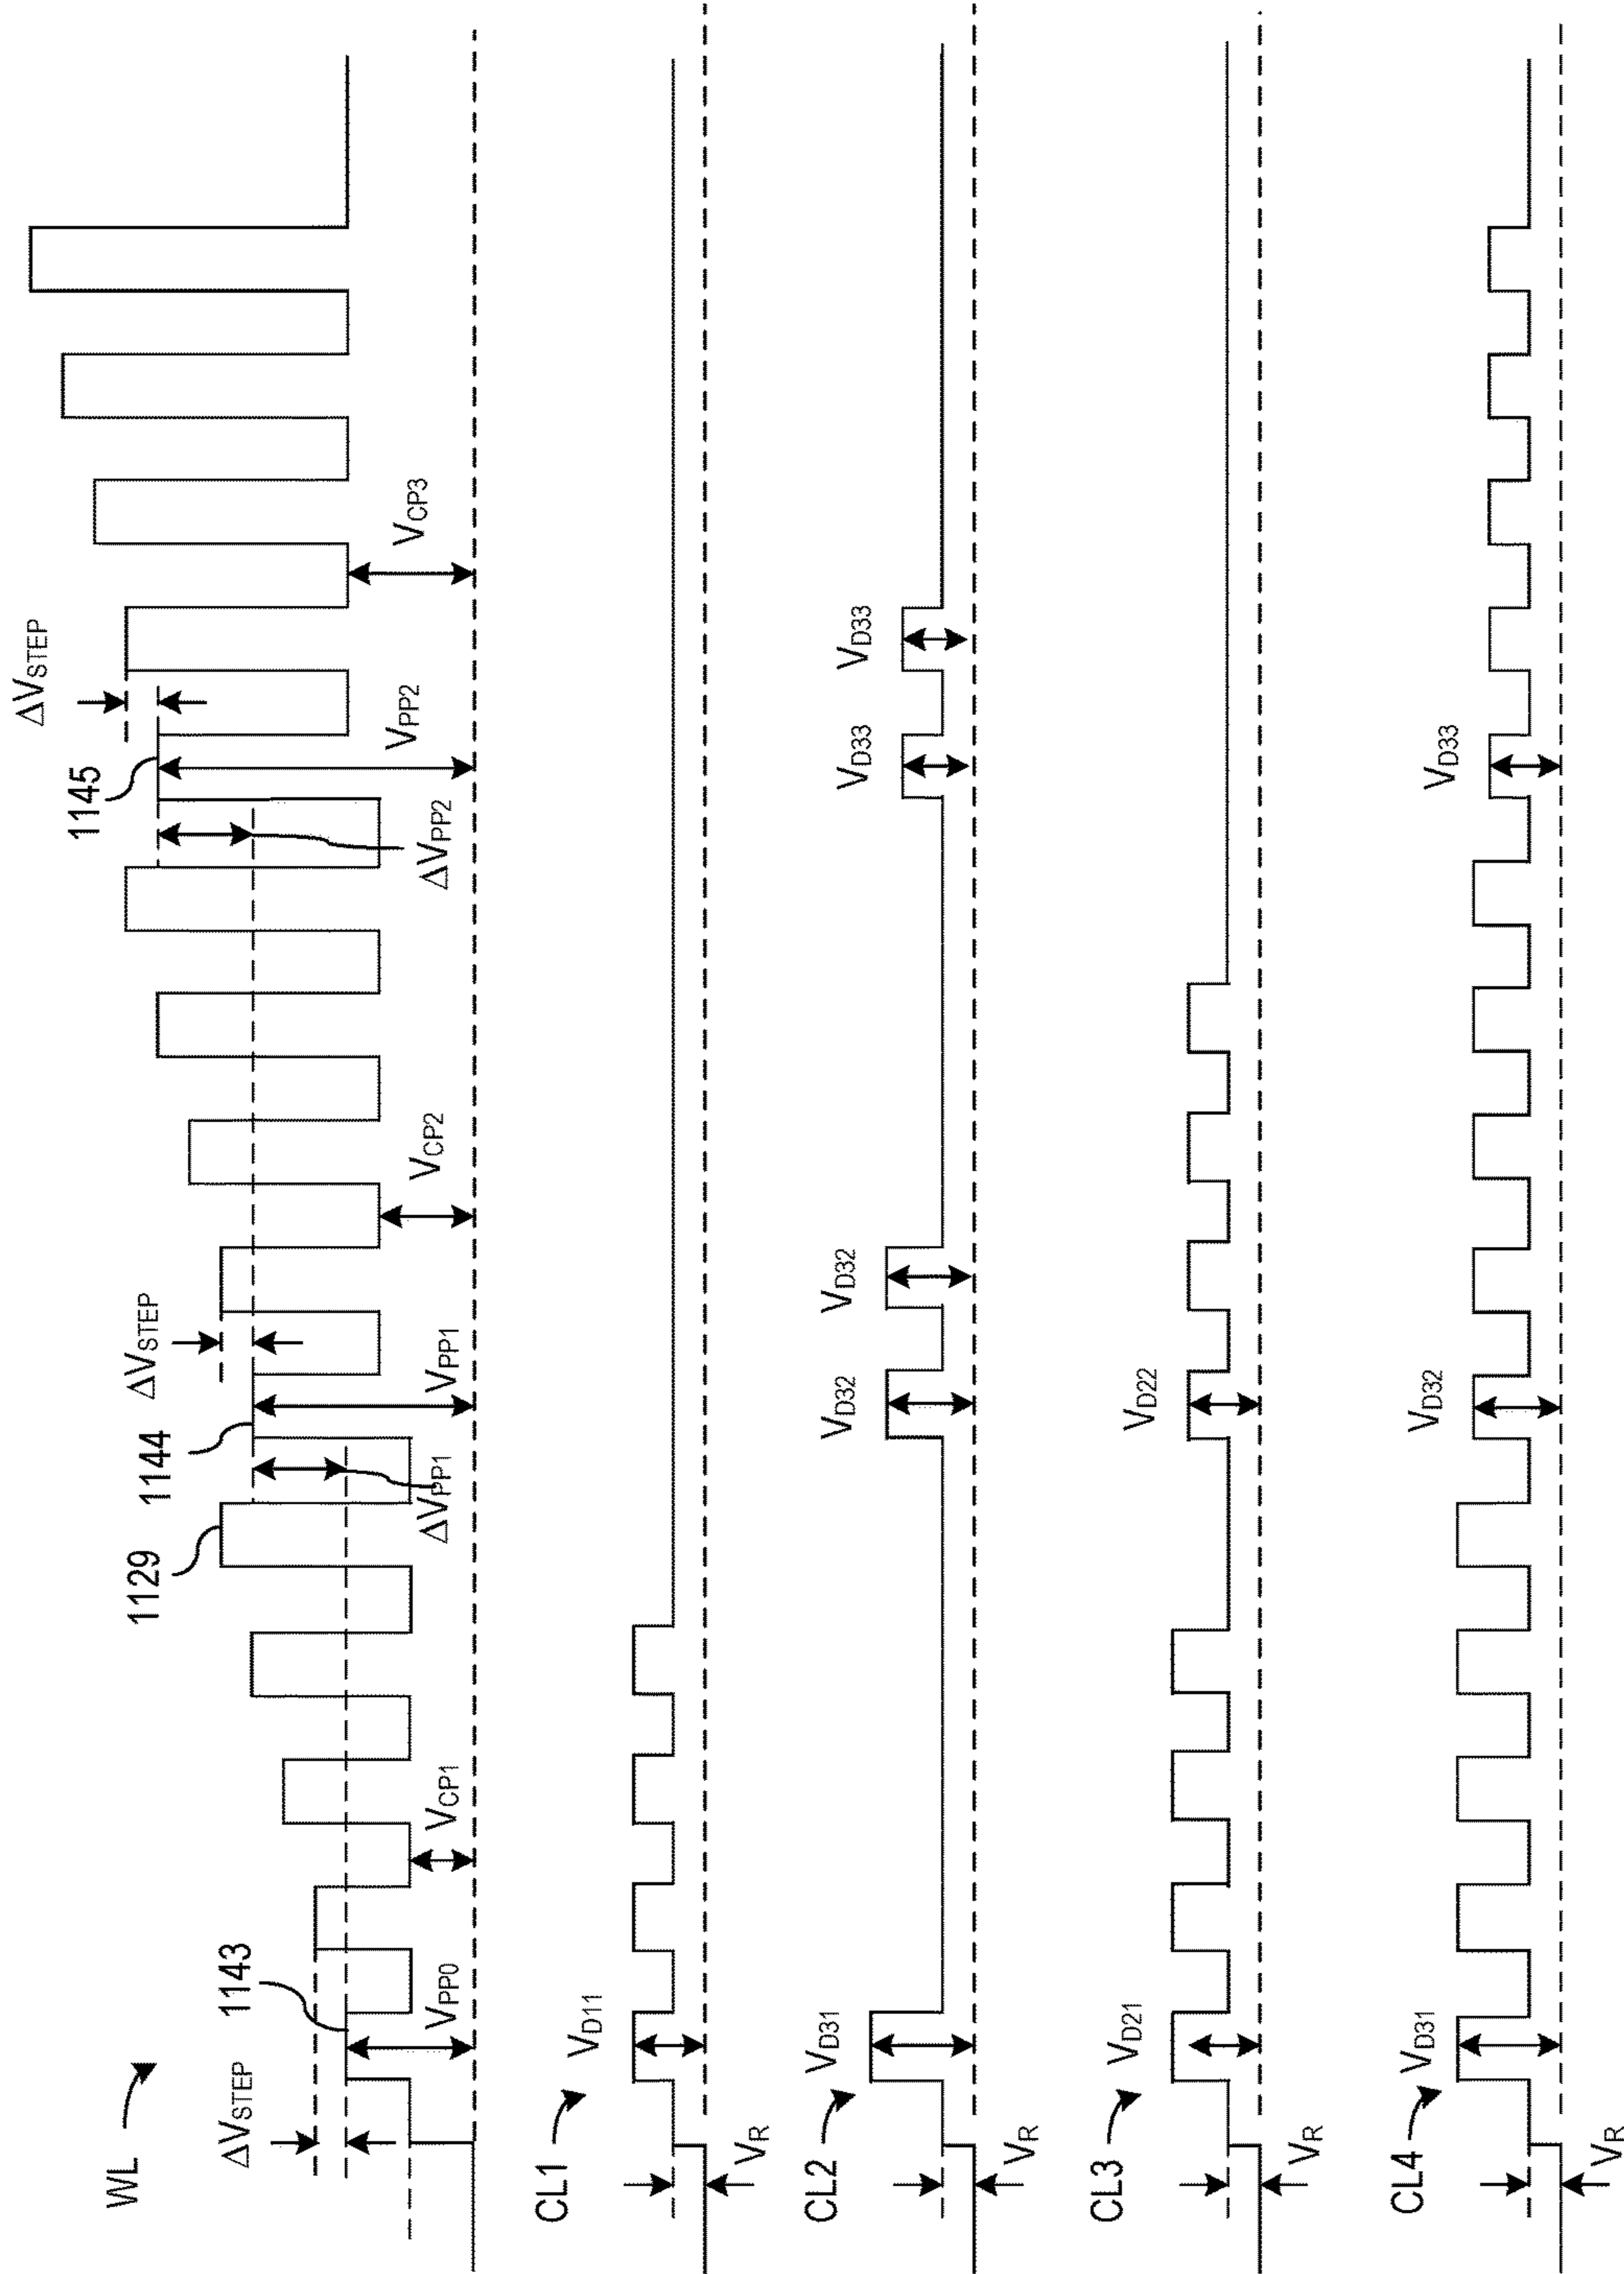 WL
ΔVSTEP
1143
VPP0
VCP1
1129
ΔVPP1
1144
VPP1
ΔVSTEP
VCP2
ΔVPP2
1145
VPP2
ΔVSTEP
VCP3
CL1
VR
VD11
CL2
VR
VD31
VD32
VD32
VD33
VD33
CL3
VR
VD21
VD22
CL4
VR
VD31
VD32
VD33